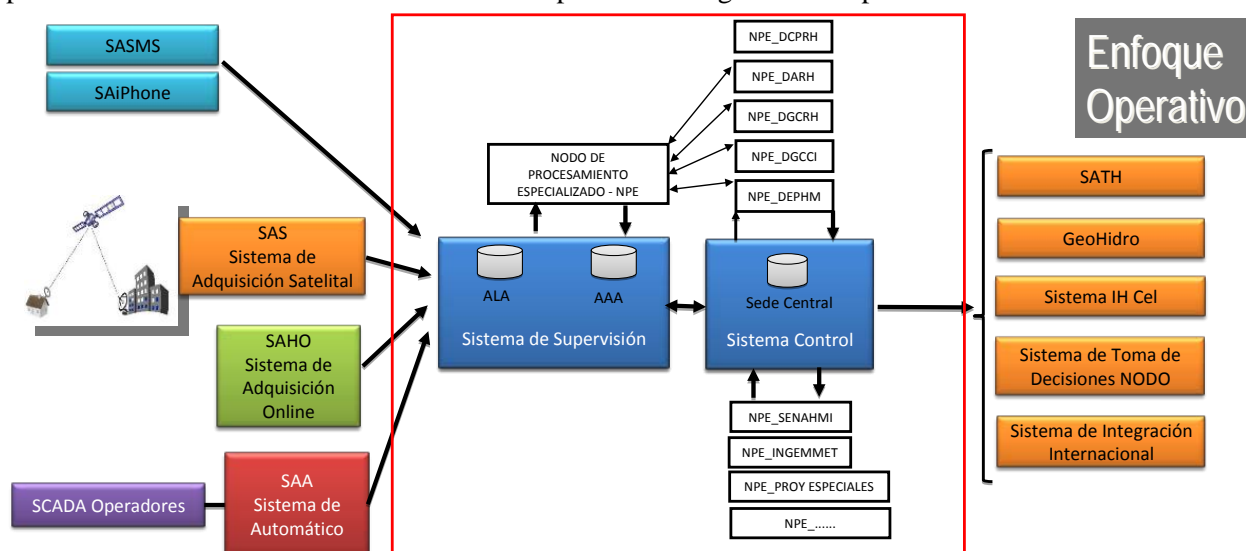 SASMS
SAiPhone
SAS
Sistema de
Adquisición Satelital
SAHO
Sistema de
Adquisición
Online
SCADA Operadores
SAA
Sistema de
Automático
NODO DE
PROCESAMIENTO
ESPECIALIZADO - NPE
ALA
AAA
Sistema de Supervisión
NPE_DCPRH
NPE_DARH
NPE_DGCRH
NPE_DGCCI
NPE_DEPHM
Sede Central
Sistema Control
NPE_SENAHMI
NPE_INGEMMET
NPE_PROY ESPECIALES
NPE_......
Enfoque
Operativo
SATH
GeoHidro
Sistema IH Cel
Sistema de Toma de
Decisiones NODO
Sistema de Integración
Internacional